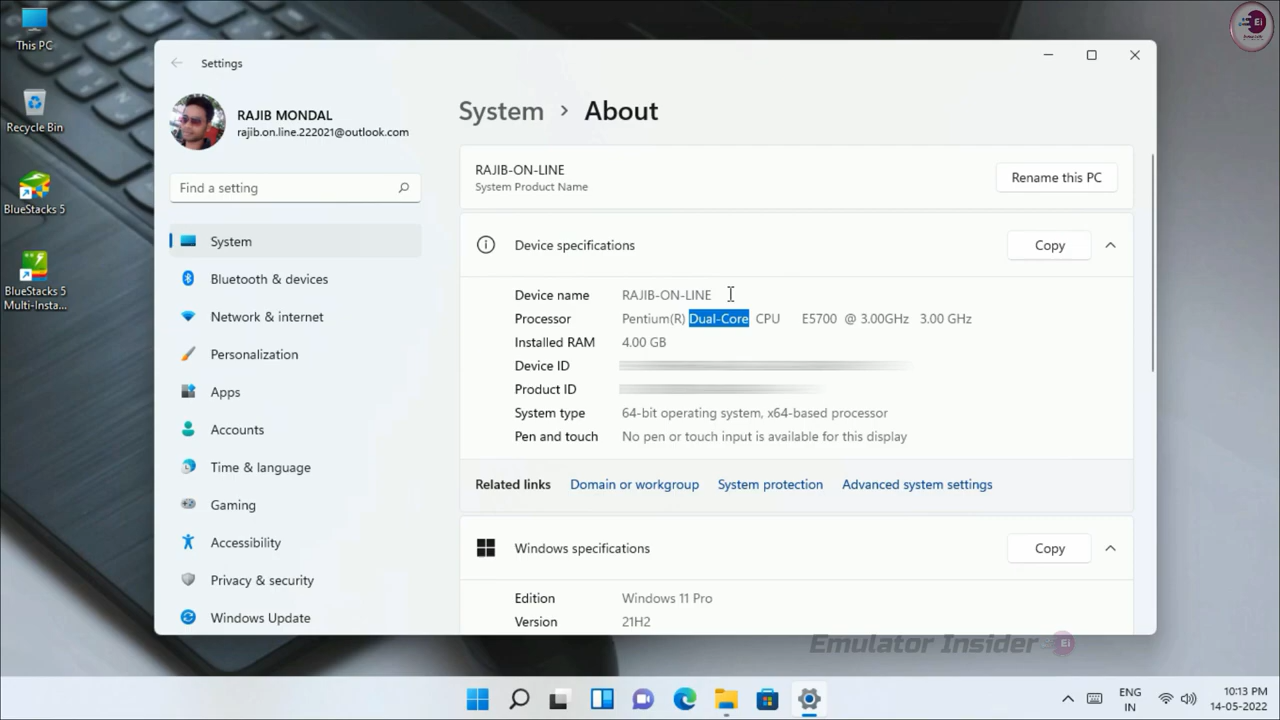 This PC
Recycle Bin
BlueStacks 5
BlueStacks 5
Multi-Insta...
Settings
RAJIB MONDAL
rajib.on.line.222021@outlook.com
Find a setting
System
Bluetooth & devices
Network & internet
Personalization
Apps
Accounts
Time & language
Gaming
Accessibility
Privacy & security
Windows Update
System > About
RAJIB-ON-LINE
System Product Name
Rename this PC
Device specifications
Copy
Device name RAJIB-ON-LINE
Processor Pentium(R) Dual-Core CPU E5700 @ 3.00GHz 3.00 GHz
Installed RAM 4.00 GB
Device ID
Product ID
System type 64-bit operating system, x64-based processor
Pen and touch No pen or touch input is available for this display
Related links Domain or workgroup System protection Advanced system settings
Windows specifications
Copy
Edition Windows 11 Pro
Version 21H2
Emulator Insider Ei
Ei
ENG
IN
10:13 PM
14-05-2022